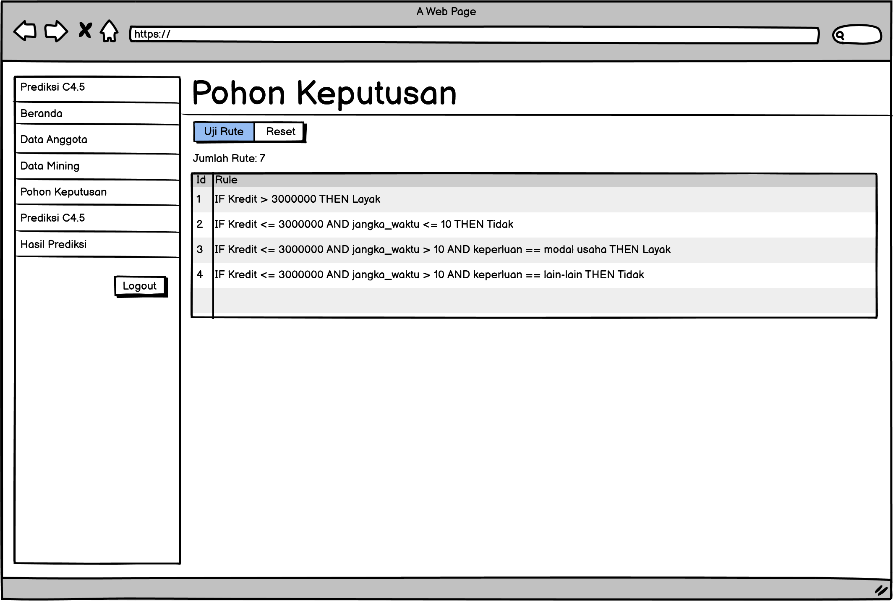 A Web Page
https://
Prediksi C4.5
Beranda
Data Anggota
Data Mining
Pohon Keputusan
Prediksi C4.5
Hasil Prediksi
Logout
Pohon Keputusan
Uji Rute Reset
Jumlah Rute: 7
Id Rule
1 IF Kredit > 3000000 THEN Layak
2 IF Kredit <= 3000000 AND jangka_waktu <= 10 THEN Tidak
3 IF Kredit <= 3000000 AND jangka_waktu > 10 AND keperluan == modal usaha THEN Layak
4 IF Kredit <= 3000000 AND jangka_waktu > 10 AND keperluan == lain-lain THEN Tidak